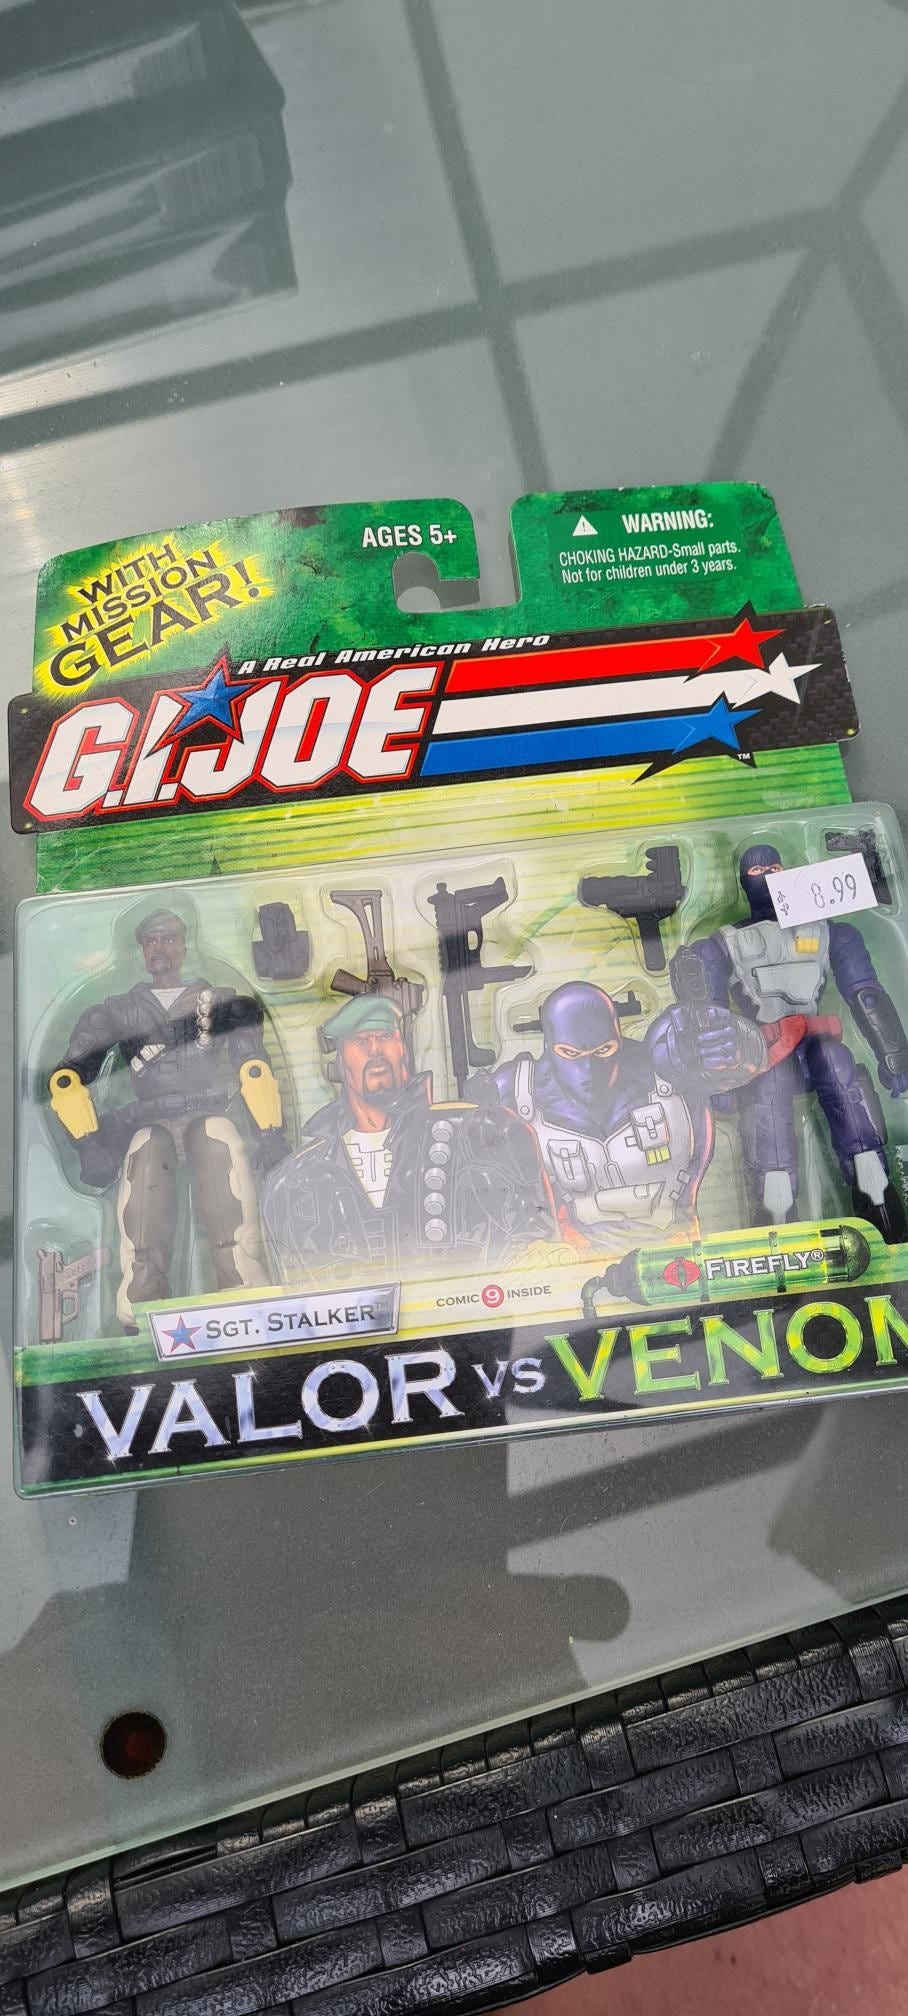 WITH
MISSION
GEAR!
AGES 5+
WARNING:
CHOKING HAZARD-Small parts.
Not for children under 3 years.
A Real American Hero
G.I.JOE
TM
8.99
SGT. STALKER™
COMIC 9 INSIDE
FIREFLY®
VALOR VS VENOM